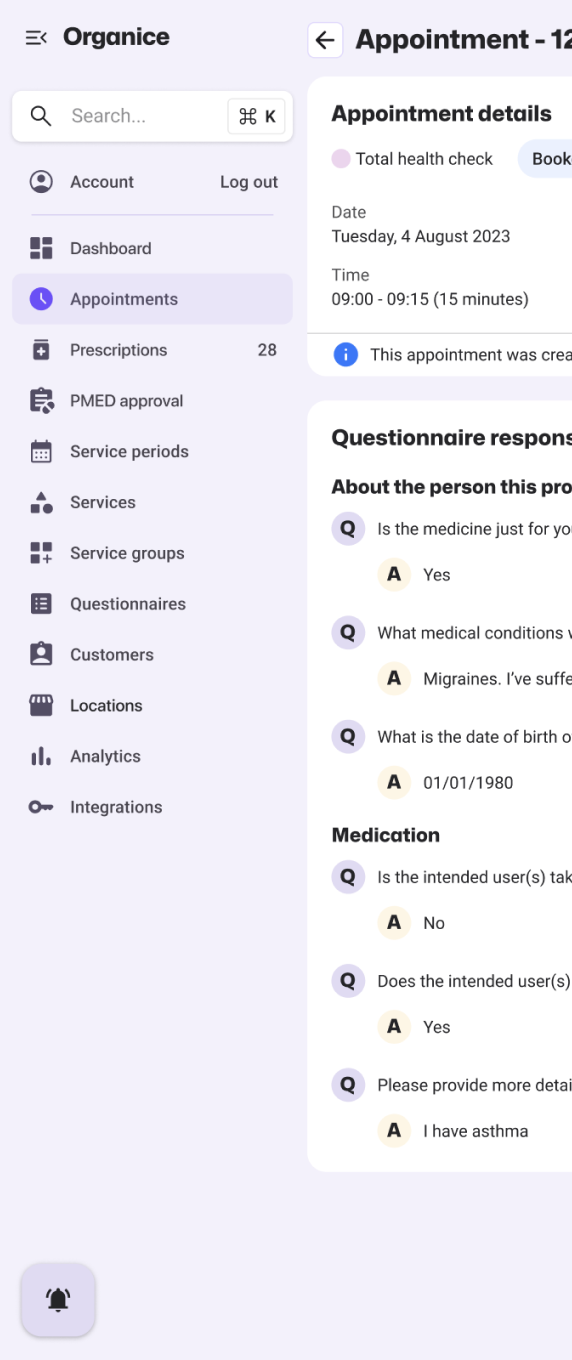 Organice
Search...
⌘ K
Account
Log out
Dashboard
Appointments
Prescriptions
28
PMED approval
Service periods
Services
Service groups
Questionnaires
Customers
Locations
Analytics
Integrations
Appointment - 12
Appointment details
Total health check
Book
Date
Tuesday, 4 August 2023
Time
09:00 - 09:15 (15 minutes)
This appointment was crea
Questionnaire respons
About the person this pro
Q Is the medicine just for yo
A Yes
Q What medical conditions
A Migraines. I’ve suffe
Q What is the date of birth o
A 01/01/1980
Medication
Q Is the intended user(s) tak
A No
Q Does the intended user(s)
A Yes
Q Please provide more detai
A I have asthma